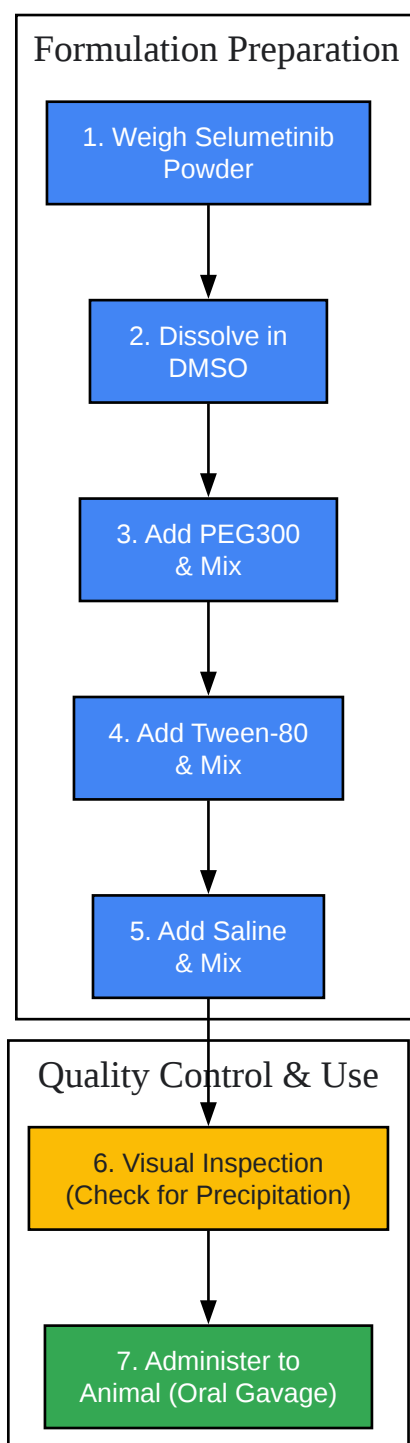 Formulation Preparation
1. Weigh Selumetinib
Powder
2. Dissolve in
DMSO
3. Add PEG300
& Mix
4. Add Tween-80
& Mix
5. Add Saline
& Mix
Quality Control & Use
6. Visual Inspection
(Check for Precipitation)
7. Administer to
Animal (Oral Gavage)